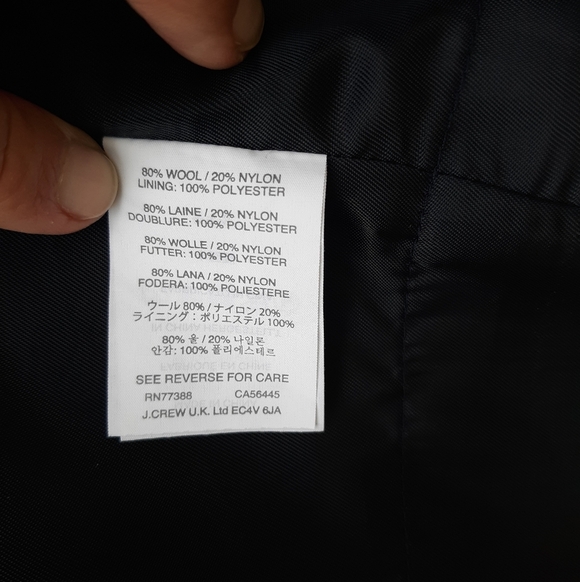 80% WOOL / 20% NYLON
LINING: 100% POLYESTER
80% LAINE / 20% NYLON
DOUBLURE: 100% POLYESTER
80% WOLLE / 20% NYLON
FUTTER: 100% POLYESTER
80% LANA / 20% NYLON
FODERA: 100% POLIESTERE
ウール 80% / ナイロン 20%
ライニング : ポリエステル 100%
80% 울 / 20% 나일론
안감: 100% 폴리에스테르
SEE REVERSE FOR CARE
RN77388 CA56445
J.CREW U.K. Ltd EC4V 6JA